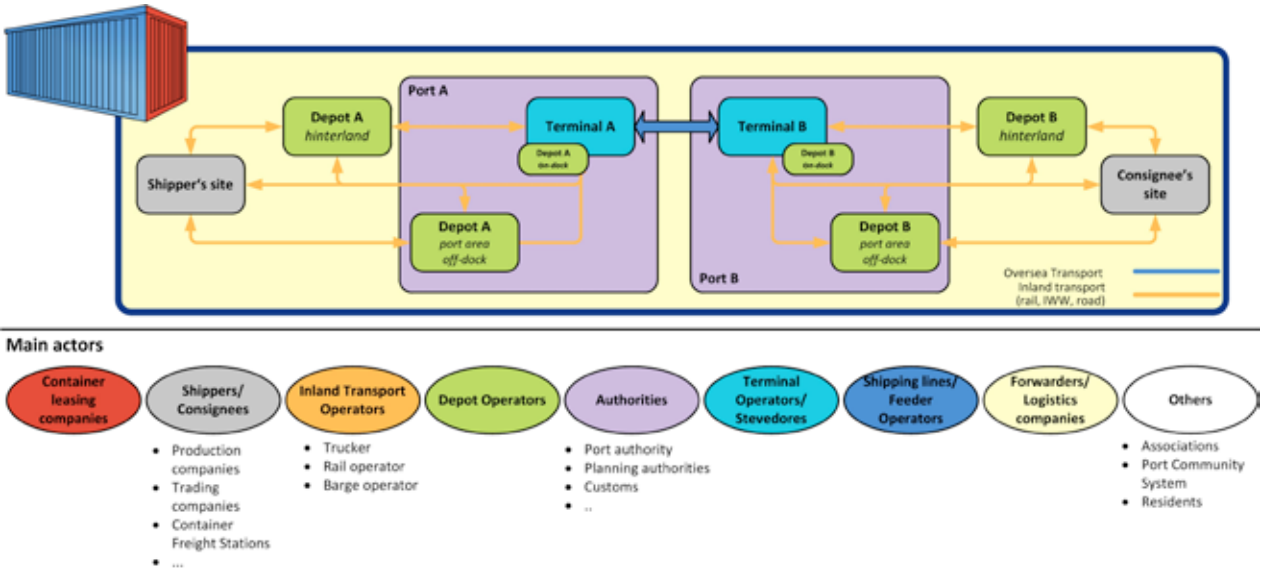 Port A
Depot A
hinterland
Terminal A
Depot A
on-dock
Shipper's site
Depot A
port area
off-dock
Terminal B
Depot B
on-dock
Depot B
hinterland
Consignee's
site
Depot B
port area
off-dock
Port B
Oversea Transport
Inland transport
(rail, IWW, road)
Main actors
Container
leasing
companies
Shippers/
Consignees
• Production
companies
• Trading
companies
• Container
Freight Stations
• ...
Inland Transport
Operators
• Trucker
• Rail operator
• Barge operator
Depot Operators
Authorities
• Port authority
• Planning authorities
• Customs
• ..
Terminal
Operators/
Stevedores
Shipping lines/
Feeder
Operators
Forwarders/
Logistics
companies
Others
• Associations
• Port Community
System
• Residents